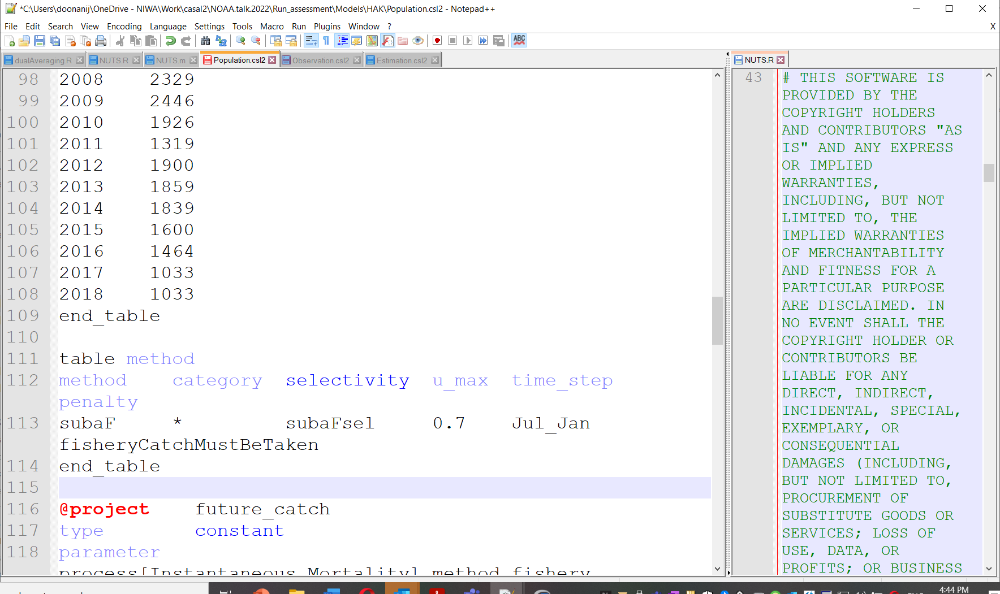 *C:\Users\doonanij\OneDrive - NIWA\Work\casal2\NOAA.talk.2022\Run_assessment\Models\HAK\Population.csl2 - Notepad++
File Edit Search View Encoding Language Settings Tools Macro Run Plugins Window ? X
ABC
dualAveraging.R NUTS.R NUTS.m Population.csl2 Observation.csl2 Estimation.csl2
98 2008 2329
99 2009 2446
100 2010 1926
101 2011 1319
102 2012 1900
103 2013 1859
104 2014 1839
105 2015 1600
106 2016 1464
107 2017 1033
108 2018 1033
109 end_table
110
111 table method
112 method category selectivity u_max time_step
penalty
113 subaF * subaFsel 0.7 Jul_Jan
fisheryCatchMustBeTaken
114 end_table
115
116 @project future_catch
117 type constant
118 parameter
process[Instantaneous_Mortality].method_fishery
NUTS.R
43 # THIS SOFTWARE IS
PROVIDED BY THE
COPYRIGHT HOLDERS
AND CONTRIBUTORS "AS
IS" AND ANY EXPRESS
OR IMPLIED
WARRANTIES,
INCLUDING, BUT NOT
LIMITED TO, THE
IMPLIED WARRANTIES
OF MERCHANTABILITY
AND FITNESS FOR A
PARTICULAR PURPOSE
ARE DISCLAIMED. IN
NO EVENT SHALL THE
COPYRIGHT HOLDER OR
CONTRIBUTORS BE
LIABLE FOR ANY
DIRECT, INDIRECT,
INCIDENTAL, SPECIAL,
EXEMPLARY, OR
CONSEQUENTIAL
DAMAGES (INCLUDING,
BUT NOT LIMITED TO,
PROCUREMENT OF
SUBSTITUTE GOODS OR
SERVICES; LOSS OF
USE, DATA, OR
PROFITS; OR BUSINESS
4:44 PM